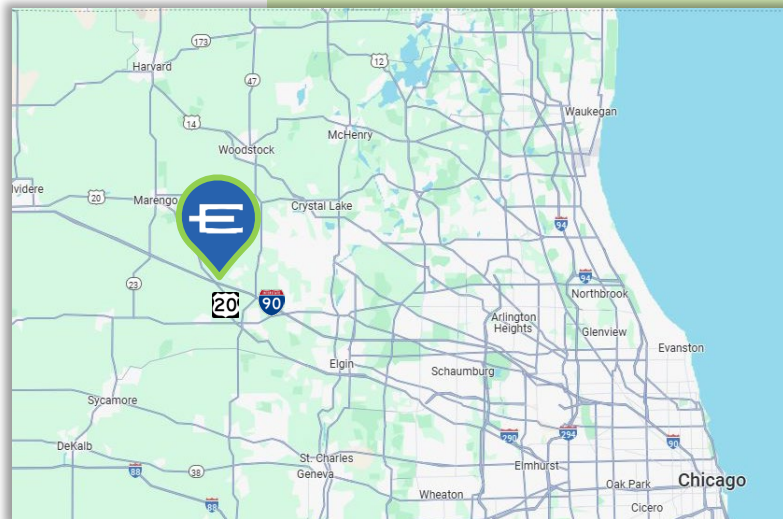 173
12
Harvard
47
Waukegan
14
McHenry
Woodstock
videre
20
Marengo
E
Crystal Lake
94
94
23
20
90
Northbrook
Arlington
Heights
Glenview
Evanston
Elgin
Schaumburg
Sycamore
290
294
90
DeKalb
St. Charles
88
38
Geneva
Elmhurst
Oak Park
Chicago
Wheaton
88
Cicero